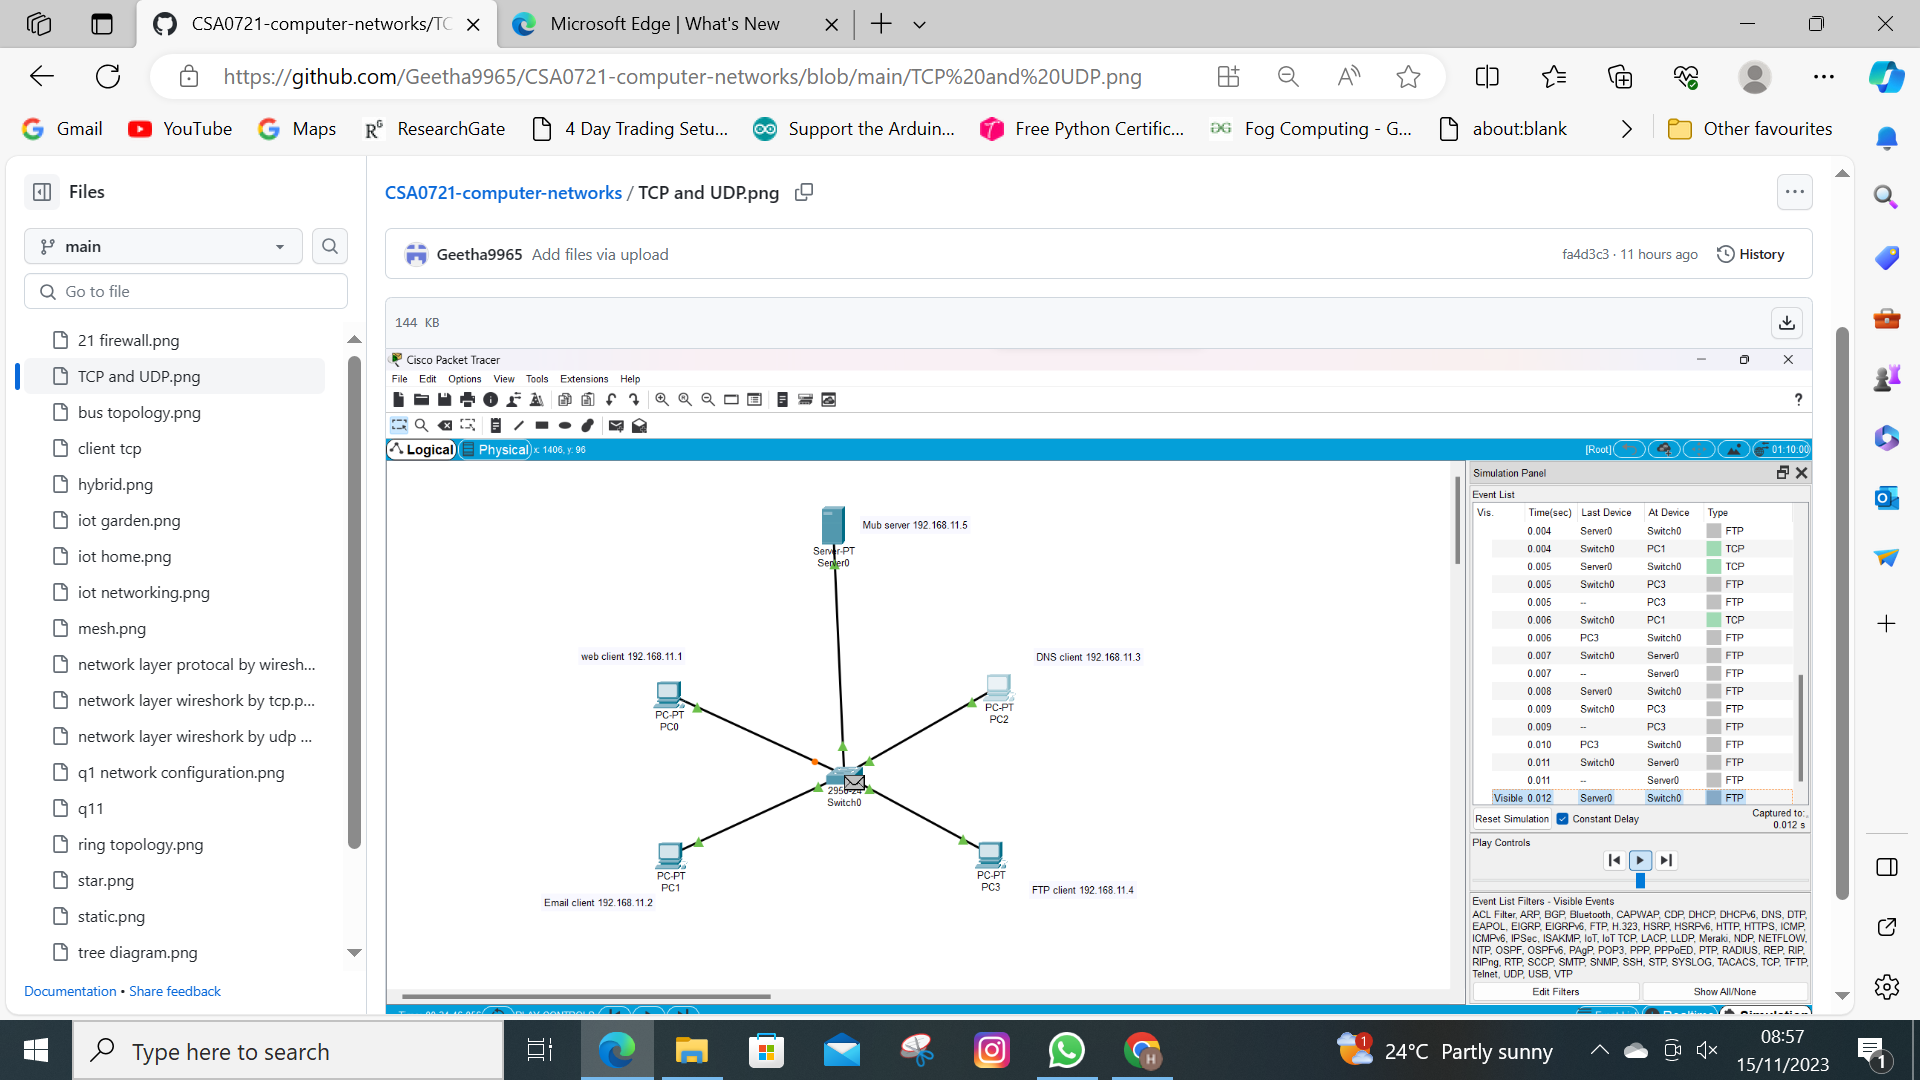 CSA0721-computer-networks/TC
Microsoft Edge | What's New
https://github.com/Geetha9965/CSA0721-computer-networks/blob/main/TCP%20and%20UDP.png
Gmail
YouTube
Maps
ResearchGate
4 Day Trading Setu...
Support the Arduin...
Free Python Certific...
Fog Computing - G...
about:blank
Other favourites
Files
main
Go to file
21 firewall.png
TCP and UDP.png
bus topology.png
client tcp
hybrid.png
iot garden.png
iot home.png
iot networking.png
mesh.png
network layer protocal by wiresh...
network layer wireshork by tcp.p...
network layer wireshork by udp ...
q1 network configuration.png
q11
ring topology.png
star.png
static.png
tree diagram.png
Documentation • Share feedback
CSA0721-computer-networks / TCP and UDP.png
Geetha9965 Add files via upload
fa4d3c3 · 11 hours ago
History
144 KB
Cisco Packet Tracer
File Edit Options View Tools Extensions Help
Logical
Physical
x: 1406, y: 96
[Root]
01:10:00
Mub server 192.168.11.5
Server-PT
Server0
web client 192.168.11.1
PC-PT
PC0
DNS client 192.168.11.3
PC-PT
PC2
2950-24
Switch0
PC-PT
PC1
Email client 192.168.11.2
PC-PT
PC3
FTP client 192.168.11.4
Simulation Panel
Event List
Vis. Time(sec) Last Device At Device Type
0.004 Server0 Switch0 FTP
0.004 Switch0 PC1 TCP
0.005 Server0 Switch0 TCP
0.005 Switch0 PC3 FTP
0.005 -- PC3 FTP
0.006 Switch0 PC1 TCP
0.006 PC3 Switch0 FTP
0.007 Switch0 Server0 FTP
0.007 -- Server0 FTP
0.008 Server0 Switch0 FTP
0.009 Switch0 PC3 FTP
0.009 -- PC3 FTP
0.010 PC3 Switch0 FTP
0.011 Switch0 Server0 FTP
0.011 -- Server0 FTP
Visible 0.012 Server0 Switch0 FTP
Reset Simulation
Constant Delay
Captured to:
0.012 s
Play Controls
Event List Filters - Visible Events
ACL Filter, ARP, BGP, Bluetooth, CAPWAP, CDP, DHCP, DHCPv6, DNS, DTP,
EAPOL, EIGRP, EIGRPv6, FTP, H.323, HSRP, HSRPv6, HTTP, HTTPS, ICMP,
ICMPv6, IPSec, ISAKMP, IoT, IoT TCP, LACP, LLDP, Meraki, NDP, NETFLOW,
NTP, OSPF, OSPFv6, PAgP, POP3, PPP, PPPoED, PTP, RADIUS, REP, RIP,
RIPng, RTP, SCCP, SMTP, SNMP, SSH, STP, SYSLOG, TACACS, TCP, TFTP,
Telnet, UDP, USB, VTP
Edit Filters
Show All/None
Type here to search
1
24°C Partly sunny
08:57
15/11/2023
1